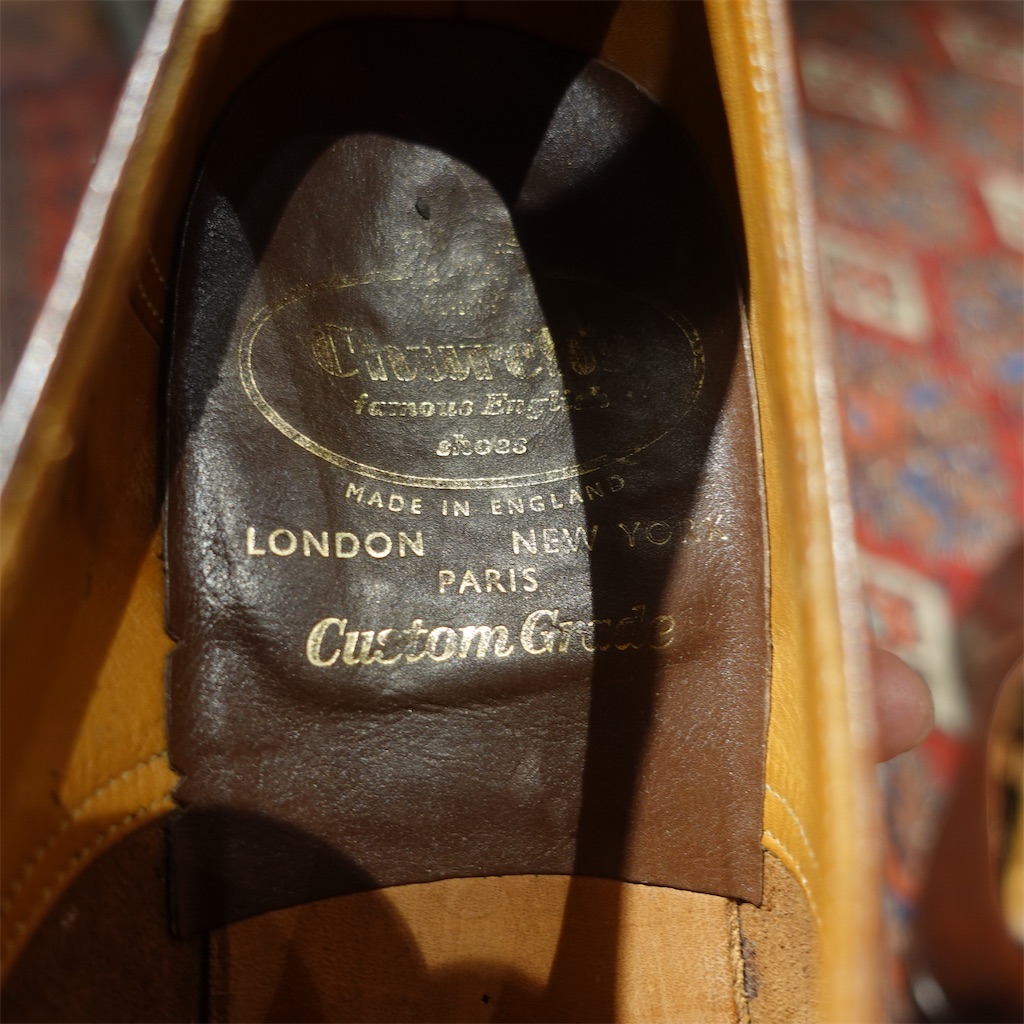 Church's
famous English
shoes
MADE IN ENGLAND
LONDON NEW YORK
PARIS
Custom Grade